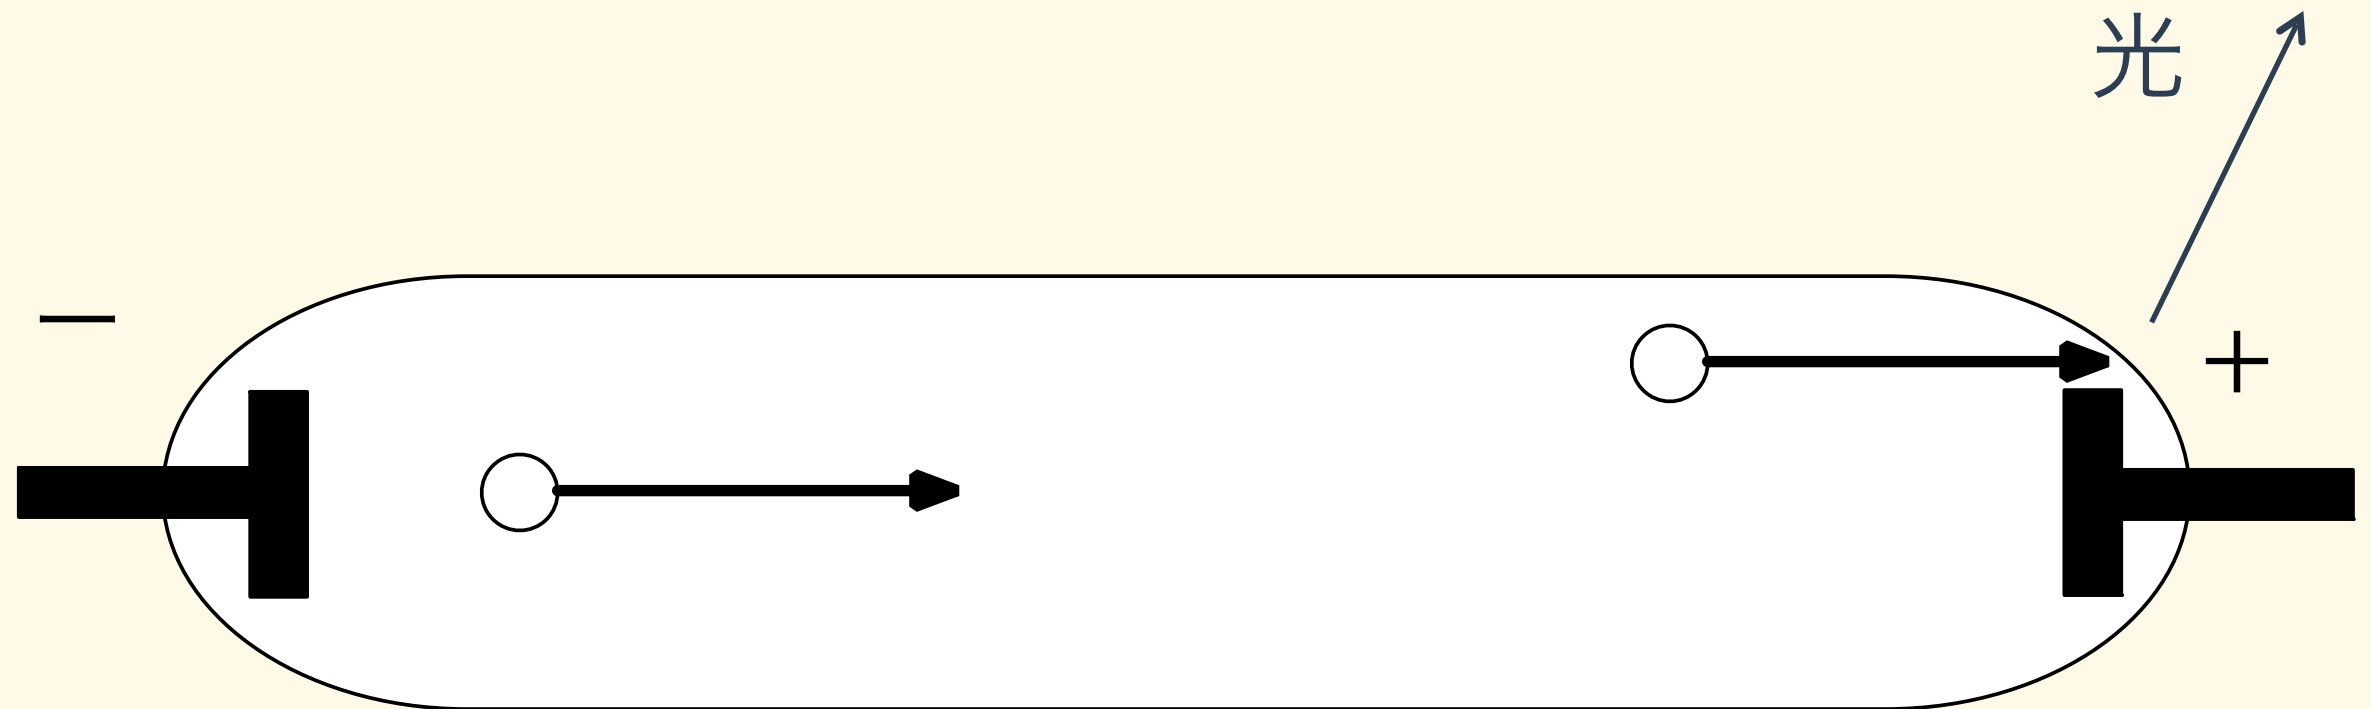 光
—
+